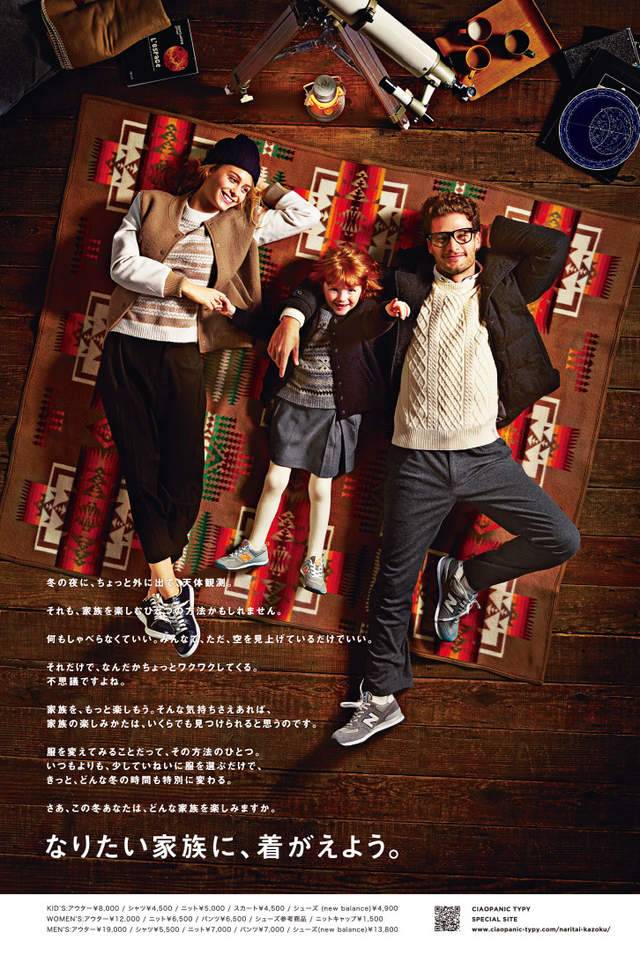 L'espace
冬の夜に、ちょっと外に出て、天体観測。
それも、家族を楽しむひとつの方法かもしれません。
何もしゃべらなくていい。みんなで、ただ、空を見上げているだけでいい。
それだけで、なんだかちょっとワクワクしてくる。
不思議ですよね。
家族を、もっと楽しもう。そんな気持ちさえあれば、
家族の楽しみかたは、いくらでも見つけられると思うのです。
服を変えてみることだって、その方法のひとつ。
いつもよりも、少していねいに服を選ぶだけで、
きっと、どんな冬の時間も特別に変わる。
さあ、この冬あなたは、どんな家族を楽しみますか。
なりたい家族に、着がえよう。
KID'S:アウター¥8,000 / シャツ¥4,500 / ニット¥5,000 / スカート¥4,500 / シューズ (new balance)¥4,900
WOMEN'S:アウター¥12,000 / ニット¥6,500 / パンツ¥6,500 / シューズ参考商品 / ニットキャップ¥1,500
MEN'S:アウター¥19,000 / シャツ¥5,500 / ニット¥7,000 / パンツ¥7,000 / シューズ(new balance)¥13,800
CIAOPANIC TYPY
SPECIAL SITE
www.ciaopanic-typy.com/naritai-kazoku/